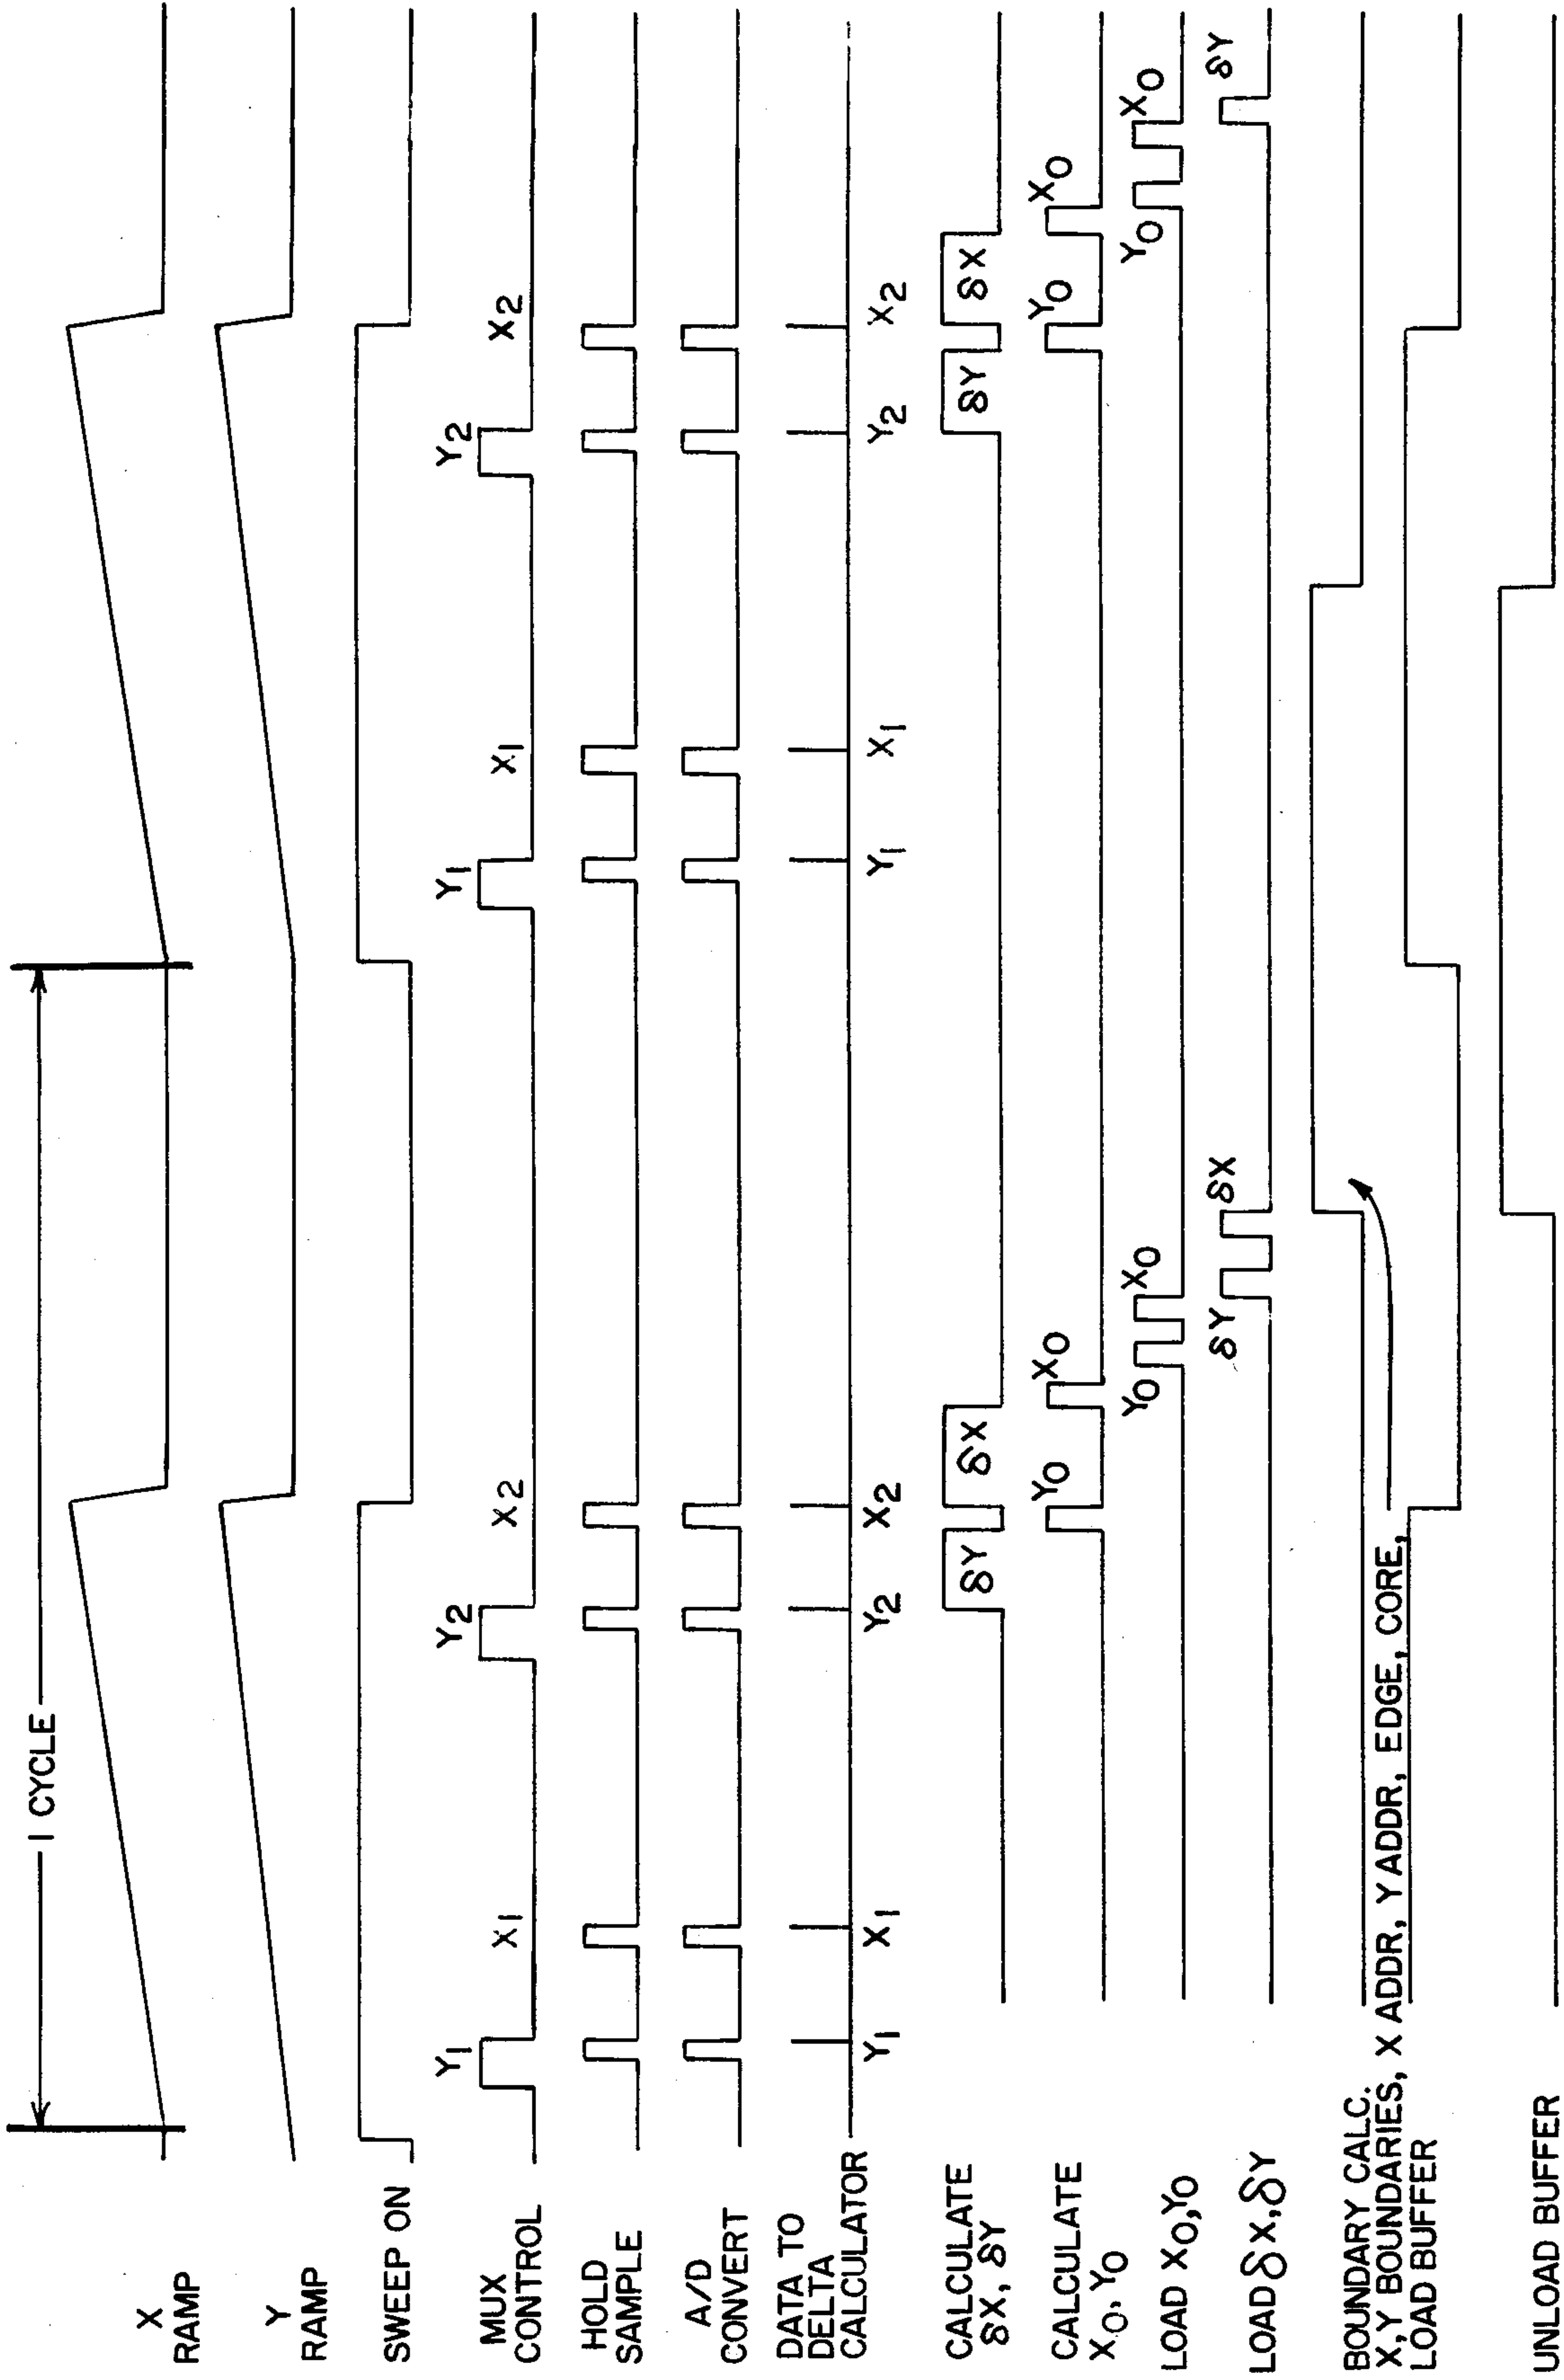 1 CYCLE
X
RAMP
Y
RAMP
SWEEP ON
MUX
CONTROL
Y1 X1 Y2 X2 Y1 X1 Y2 X2
HOLD
SAMPLE
A/D
CONVERT
DATA TO
DELTA
CALCULATOR
Y1 X1 Y2 X2 Y1 X1 Y2 X2
CALCULATE
δX, δY
δY δX δY δX
CALCULATE
X0, Y0
Y0 X0 Y0 X0
LOAD X0,Y0
Y0 X0 Y0 X0
LOAD δX,δY
δY δX δY
BOUNDARY CALC.
X,Y BOUNDARIES, X ADDR, Y ADDR, EDGE, CORE,
LOAD BUFFER
UNLOAD BUFFER